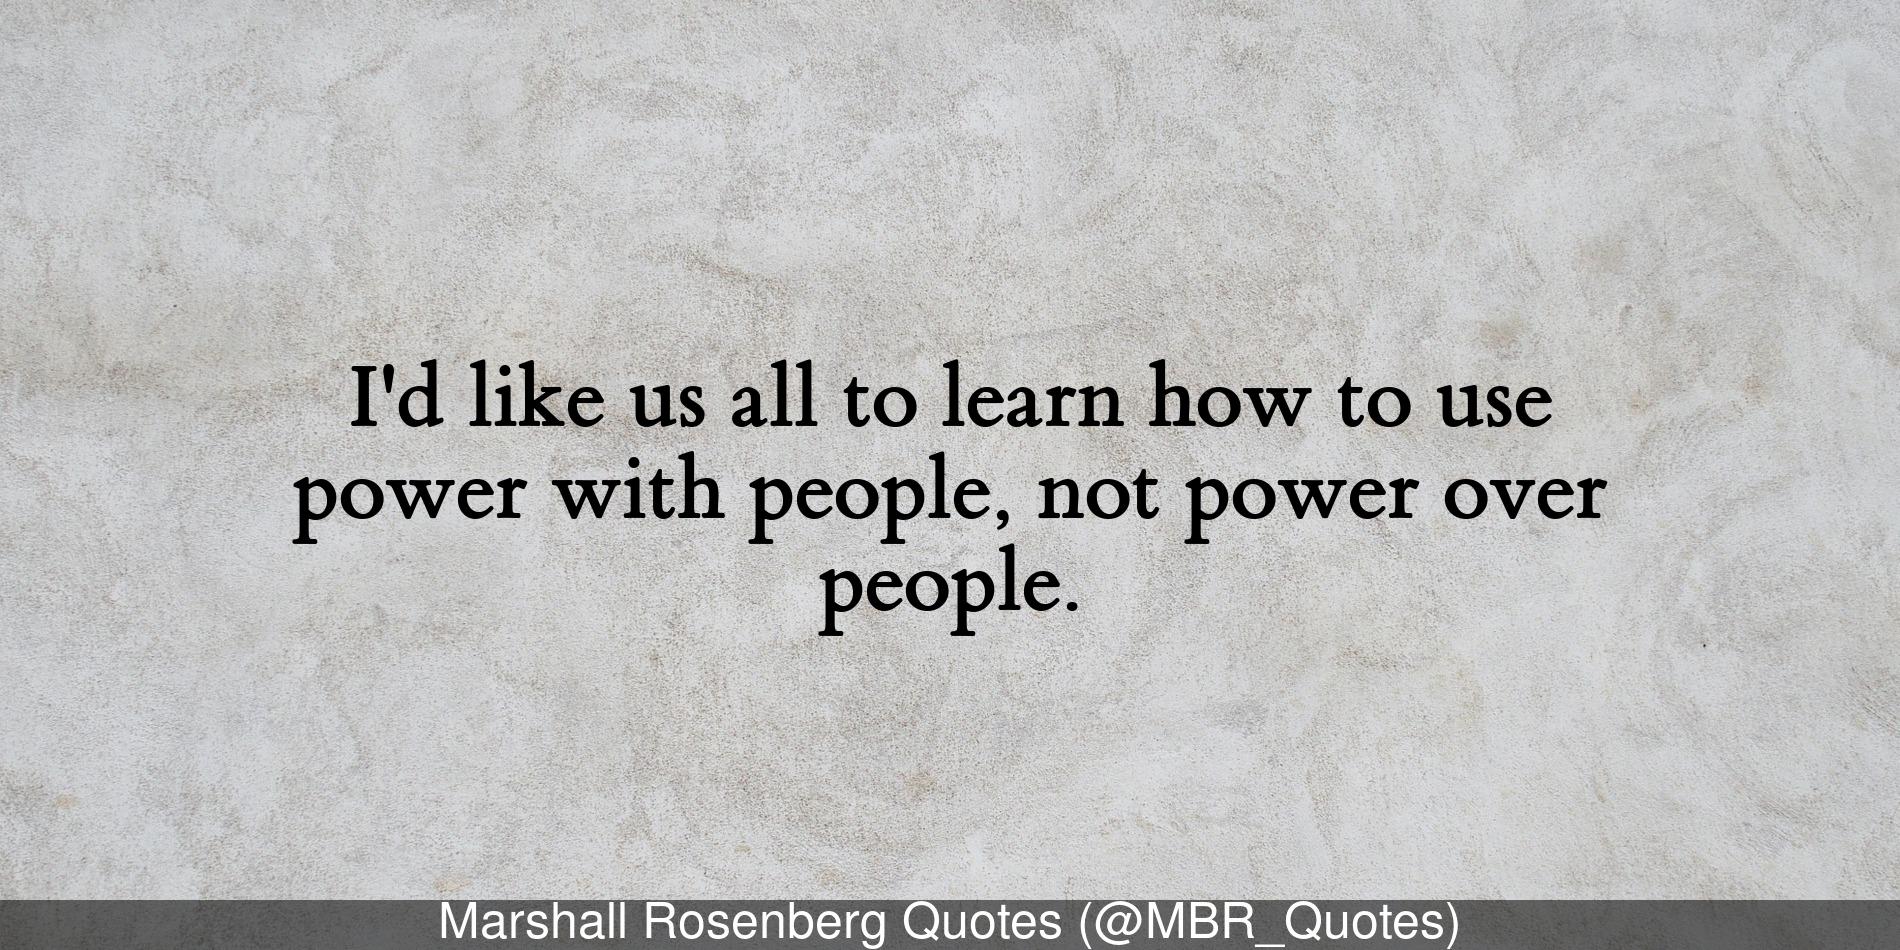 I'd like us all to learn how to use
power with people, not power over
people.
Marshall Rosenberg Quotes (@MBR_Quotes)